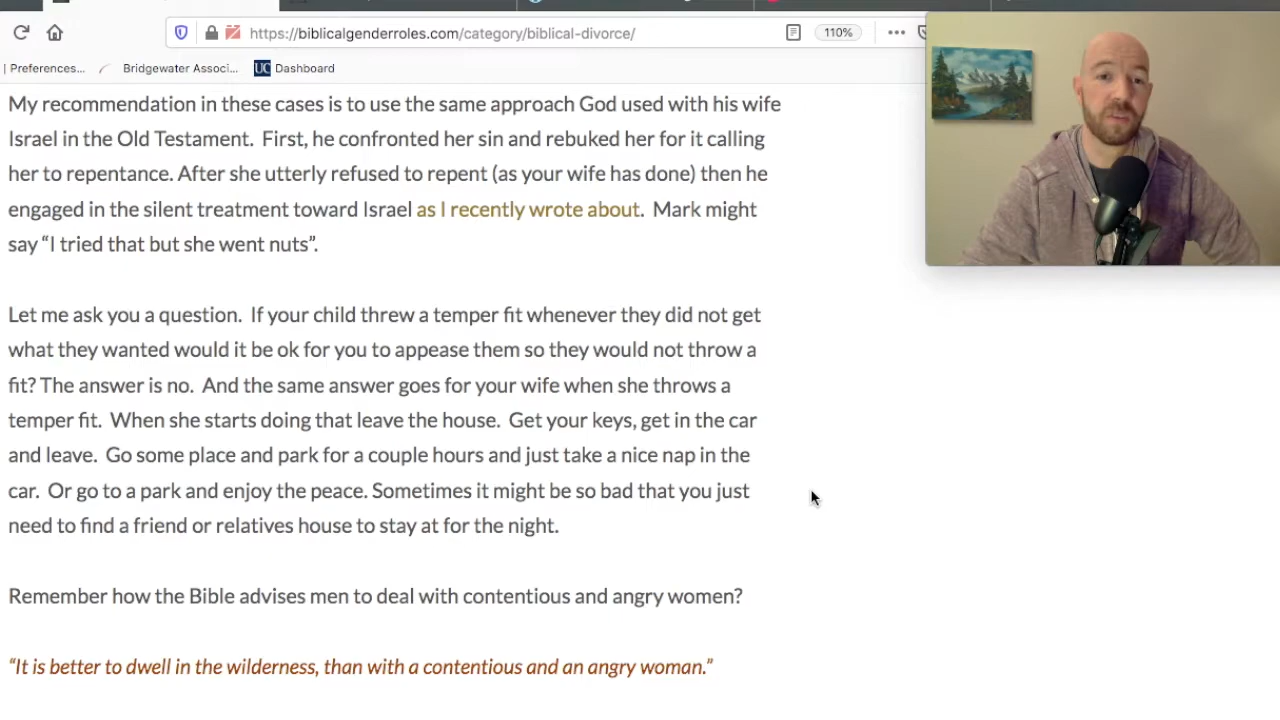 https://biblicalgenderroles.com/category/biblical-divorce/
110%
Preferences...
Bridgewater Associ...
UC
Dashboard
My recommendation in these cases is to use the same approach God used with his wife
Israel in the Old Testament.  First, he confronted her sin and rebuked her for it calling
her to repentance. After she utterly refused to repent (as your wife has done) then he
engaged in the silent treatment toward Israel as I recently wrote about.  Mark might
say “I tried that but she went nuts”.
Let me ask you a question.  If your child threw a temper fit whenever they did not get
what they wanted would it be ok for you to appease them so they would not throw a
fit? The answer is no.  And the same answer goes for your wife when she throws a
temper fit.  When she starts doing that leave the house.  Get your keys, get in the car
and leave.  Go some place and park for a couple hours and just take a nice nap in the
car.  Or go to a park and enjoy the peace. Sometimes it might be so bad that you just
need to find a friend or relatives house to stay at for the night.
Remember how the Bible advises men to deal with contentious and angry women?
“It is better to dwell in the wilderness, than with a contentious and an angry woman.”